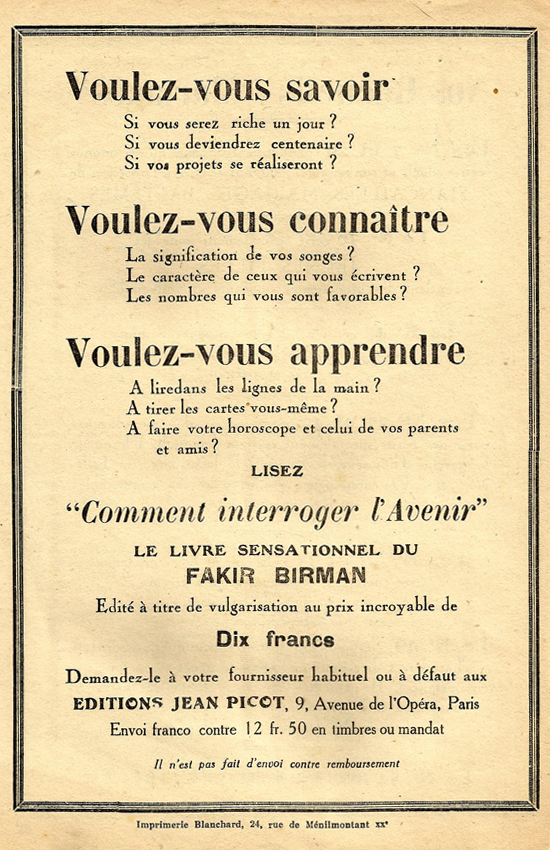 Voulez-vous savoir
Si vous serez riche un jour ?
Si vous deviendrez centenaire ?
Si vos projets se réaliseront ?
Voulez-vous connaître
La signification de vos songes ?
Le caractère de ceux qui vous écrivent ?
Les nombres qui vous sont favorables ?
Voulez-vous apprendre
A liredans les lignes de la main ?
A tirer les cartes vous-même ?
A faire votre horoscope et celui de vos parents
et amis ?
LISEZ
“Comment interroger l'Avenir”
LE LIVRE SENSATIONNEL DU
FAKIR BIRMAN
Edité à titre de vulgarisation au prix incroyable de
Dix francs
Demandez-le à votre fournisseur habituel ou à défaut aux
EDITIONS JEAN PICOT, 9, Avenue de l'Opéra, Paris
Envoi franco contre 12 fr. 50 en timbres ou mandat
Il n'est pas fait d'envoi contre remboursement
Imprimerie Blanchard, 24, rue de Ménilmontant xxᵉ